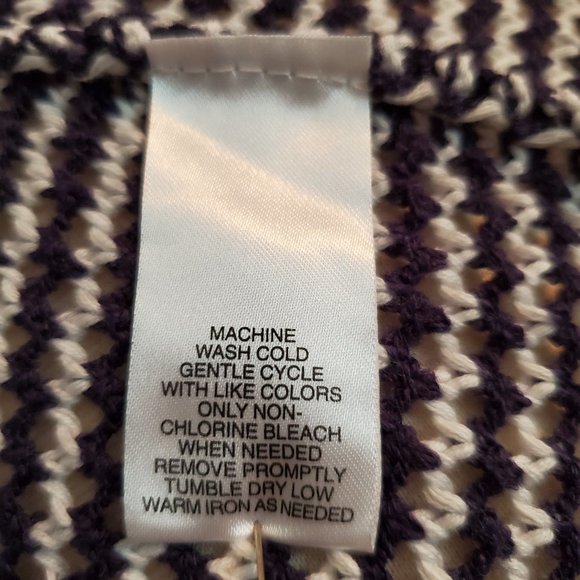 MACHINE
WASH COLD
GENTLE CYCLE
WITH LIKE COLORS
ONLY NON-
CHLORINE BLEACH
WHEN NEEDED
REMOVE PROMPTLY
TUMBLE DRY LOW
WARM IRON AS NEEDED